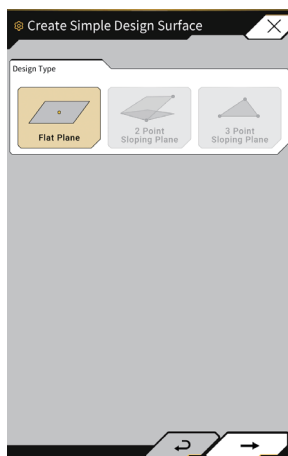 Create Simple Design Surface
Design Type
Flat Plane
2 Point
Sloping Plane
3 Point
Sloping Plane